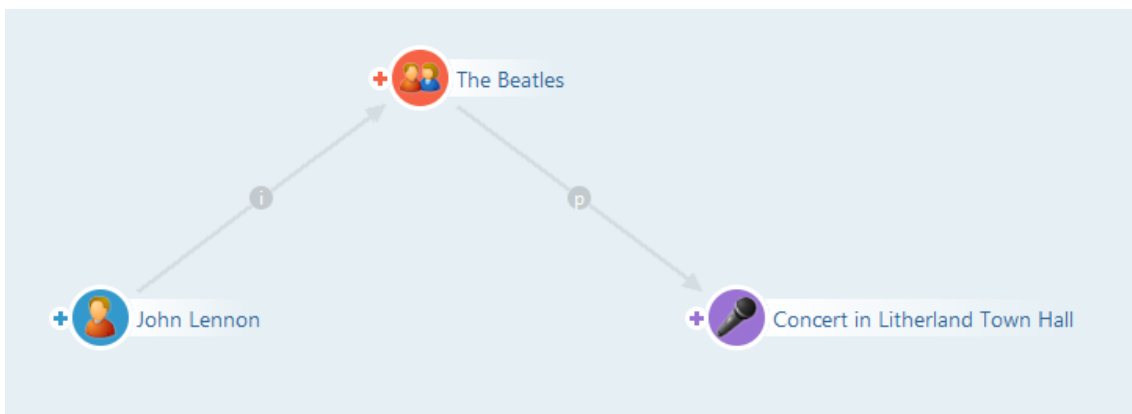 The Beatles
i
p
John Lennon
Concert in Litherland Town Hall